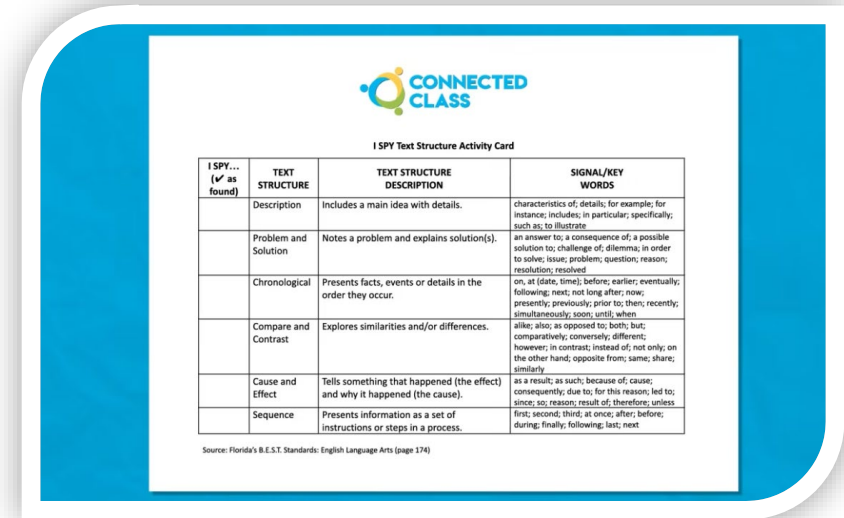 CONNECTED
CLASS
I SPY Text Structure Activity Card
I SPY...
(✔ as
found)
TEXT
STRUCTURE
TEXT STRUCTURE
DESCRIPTION
SIGNAL/KEY
WORDS
Description
Includes a main idea with details.
characteristics of; details; for example; for
instance; includes; in particular; specifically;
such as; to illustrate
Problem and
Solution
Notes a problem and explains solution(s).
an answer to; a consequence of; a possible
solution to; challenge of; dilemma; in order
to solve; issue; problem; question; reason;
resolution; resolved
Chronological
Presents facts, events or details in the
order they occur.
on, at (date, time); before; earlier; eventually;
following; next; not long after; now;
presently; previously; prior to; then; recently;
simultaneously; soon; until; when
Compare and
Contrast
Explores similarities and/or differences.
alike; also; as opposed to; both; but;
comparatively; conversely; different;
however; in contrast; instead of; not only; on
the other hand; opposite from; same; share;
similarly
Cause and
Effect
Tells something that happened (the effect)
and why it happened (the cause).
as a result; as such; because of; cause;
consequently; due to; for this reason; led to;
since; so; reason; result of; therefore; unless
Sequence
Presents information as a set of
instructions or steps in a process.
first; second; third; at once; after; before;
during; finally; following; last; next
Source: Florida's B.E.S.T. Standards: English Language Arts (page 174)